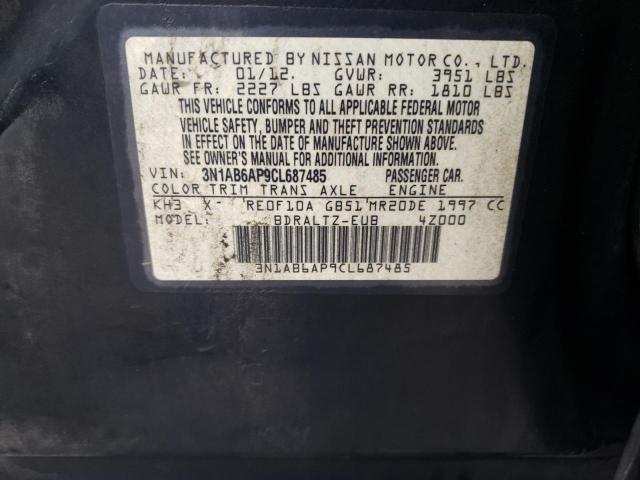 MANUFACTURED BY NISSAN MOTOR CO., LTD.
DATE: 01/12. GVWR: 3951 LBS
GAWR FR: 2227 LBS GAWR RR: 1810 LBS
THIS VEHICLE CONFORMS TO ALL APPLICABLE FEDERAL MOTOR
VEHICLE SAFETY, BUMPER AND THEFT PREVENTION STANDARDS
IN EFFECT ON THE DATE OF MANUFACTURE SHOWN ABOVE.
SEE OWNER'S MANUAL FOR ADDITIONAL INFORMATION.
VIN: 3N1AB6AP9CL687485 PASSENGER CAR.
COLOR TRIM TRANS AXLE ENGINE
KH3 X- RE0F10A GB51 MR20DE 1997 CC
MODEL: BDRALTZ-EUB 4Z000
3N1AB6AP9CL687485